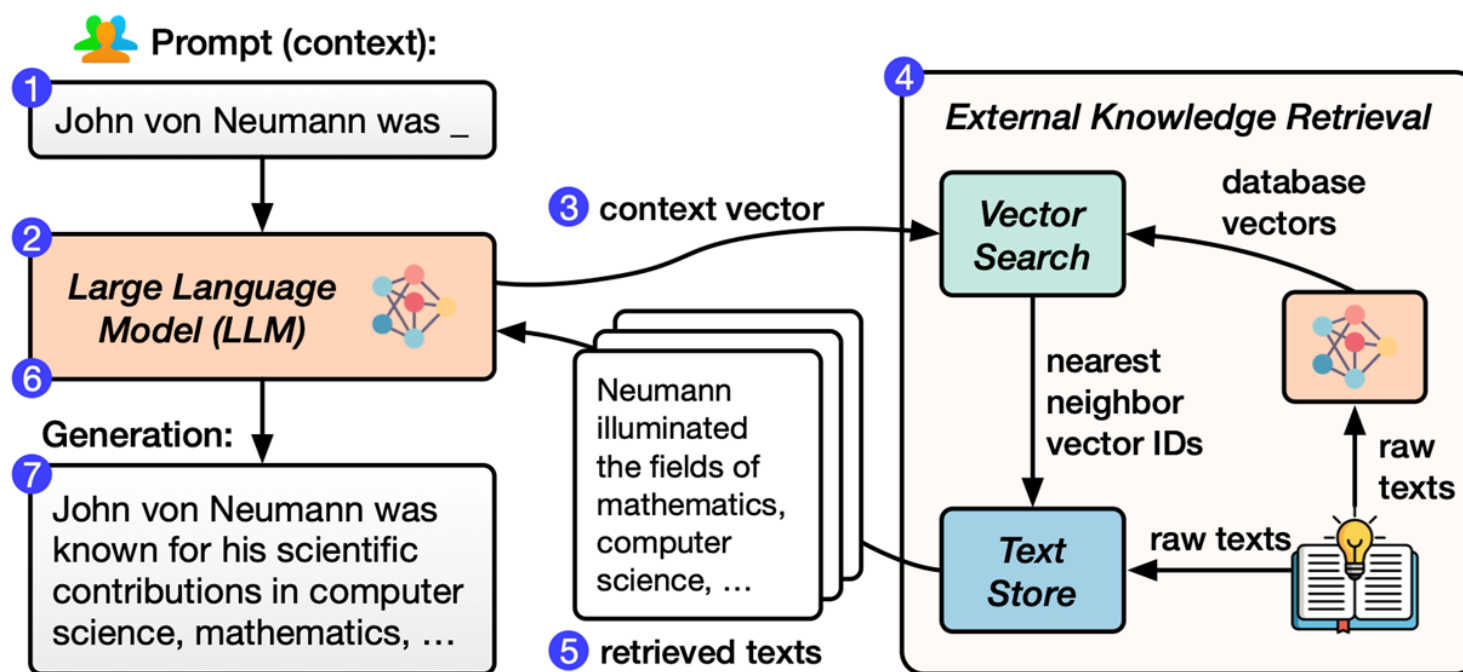 Prompt (context):
1
John von Neumann was _
2
Large Language
Model (LLM)
6
Generation:
7
John von Neumann was
known for his scientific
contributions in computer
science, mathematics, ...
3 context vector
Neumann
illuminated
the fields of
mathematics,
computer
science, ...
5 retrieved texts
4
External Knowledge Retrieval
Vector
Search
database
vectors
nearest
neighbor
vector IDs
raw
texts
Text
Store
raw texts